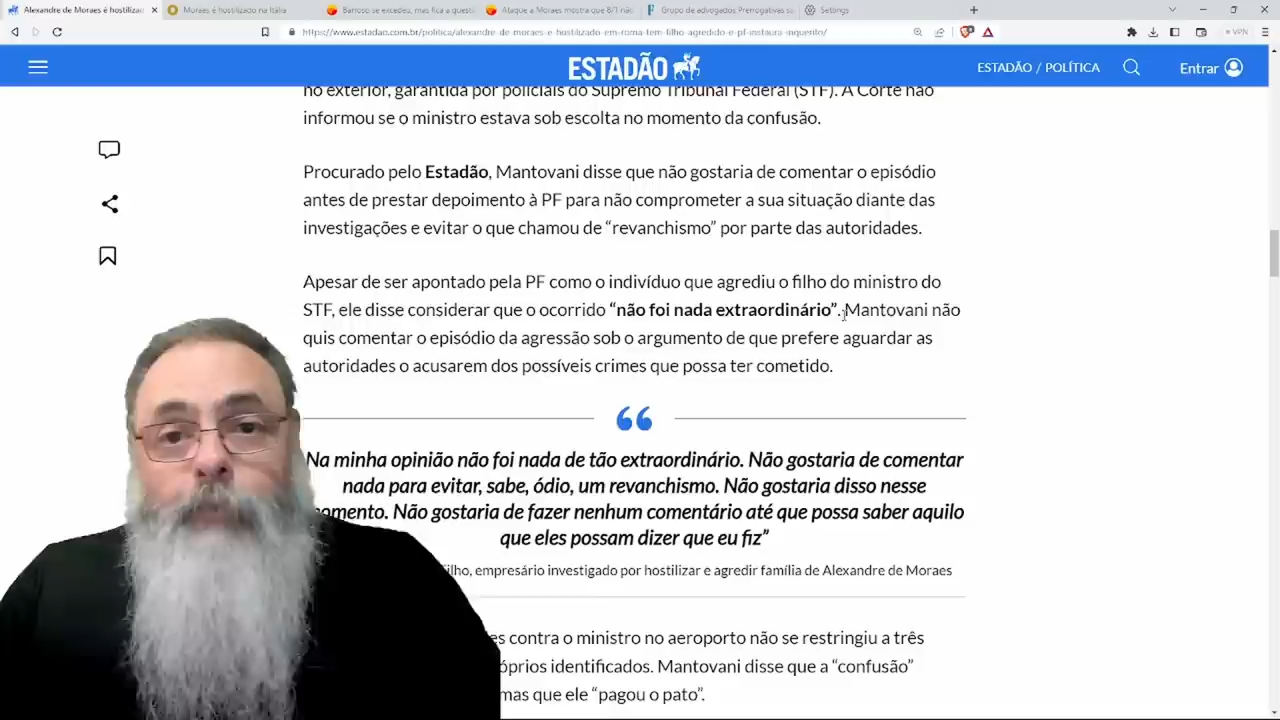 Alexandre de Moraes é hostilizad
Moraes é hostilizado na Itália
Barroso se excedeu, mas fica a questã
Ataque a Moraes mostra que 8/1 não
Grupo de advogados Prerrogativas sa
Settings
https://www.estadao.com.br/politica/alexandre-de-moraes-e-hostilizado-em-roma-tem-filho-agredido-e-pf-instaura-inquerito/
VPN
ESTADÃO
ESTADÃO / POLÍTICA
Entrar
no exterior, garantida por policiais do Supremo Tribunal Federal (STF). A Corte não
informou se o ministro estava sob escolta no momento da confusão.
Procurado pelo Estadão, Mantovani disse que não gostaria de comentar o episódio
antes de prestar depoimento à PF para não comprometer a sua situação diante das
investigações e evitar o que chamou de “revanchismo” por parte das autoridades.
Apesar de ser apontado pela PF como o indivíduo que agrediu o filho do ministro do
STF, ele disse considerar que o ocorrido “não foi nada extraordinário”. Mantovani não
quis comentar o episódio da agressão sob o argumento de que prefere aguardar as
autoridades o acusarem dos possíveis crimes que possa ter cometido.
“
Na minha opinião não foi nada de tão extraordinário. Não gostaria de comentar
nada para evitar, sabe, ódio, um revanchismo. Não gostaria disso nesse
momento. Não gostaria de fazer nenhum comentário até que possa saber aquilo
que eles possam dizer que eu fiz”
ilho, empresário investigado por hostilizar e agredir família de Alexandre de Moraes
es contra o ministro no aeroporto não se restringiu a três
óprios identificados. Mantovani disse que a “confusão”
mas que ele “pagou o pato”.